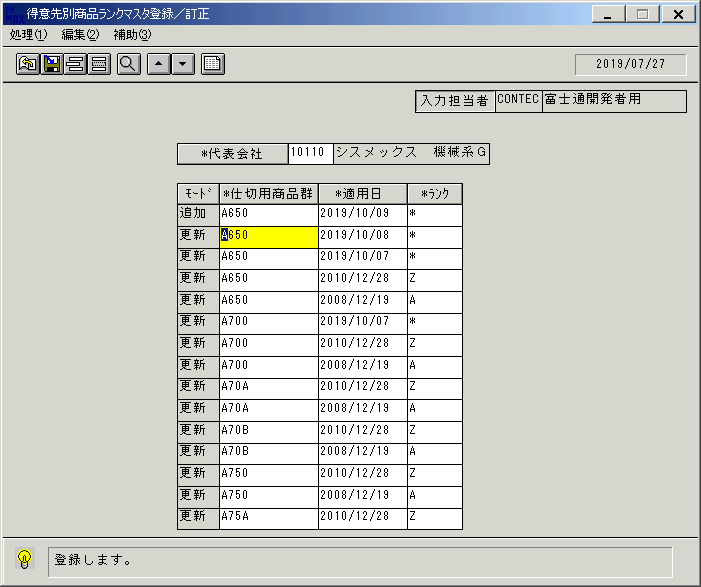 得意先別商品ランクマスタ登録／訂正
処理(1) 編集(2) 補助(3)
2019/07/27
入力担当者 CONTEC 富士通開発者用
*代表会社 10110 シスメックス 機械系G
ﾓｰﾄﾞ *仕切用商品群 *適用日 *ﾗﾝｸ
追加 A650 2019/10/09 *
更新 A650 2019/10/08 *
更新 A650 2019/10/07 *
更新 A650 2010/12/28 Z
更新 A650 2008/12/19 A
更新 A700 2019/10/07 *
更新 A700 2010/12/28 Z
更新 A700 2008/12/19 A
更新 A70A 2010/12/28 Z
更新 A70A 2008/12/19 A
更新 A70B 2010/12/28 Z
更新 A70B 2008/12/19 A
更新 A750 2010/12/28 Z
更新 A750 2008/12/19 A
更新 A75A 2010/12/28 Z
登録します。